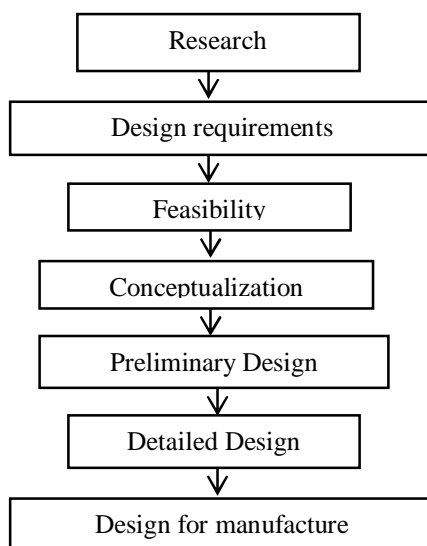 Research
Design requirements
Feasibility
Conceptualization
Preliminary Design
Detailed Design
Design for manufacture